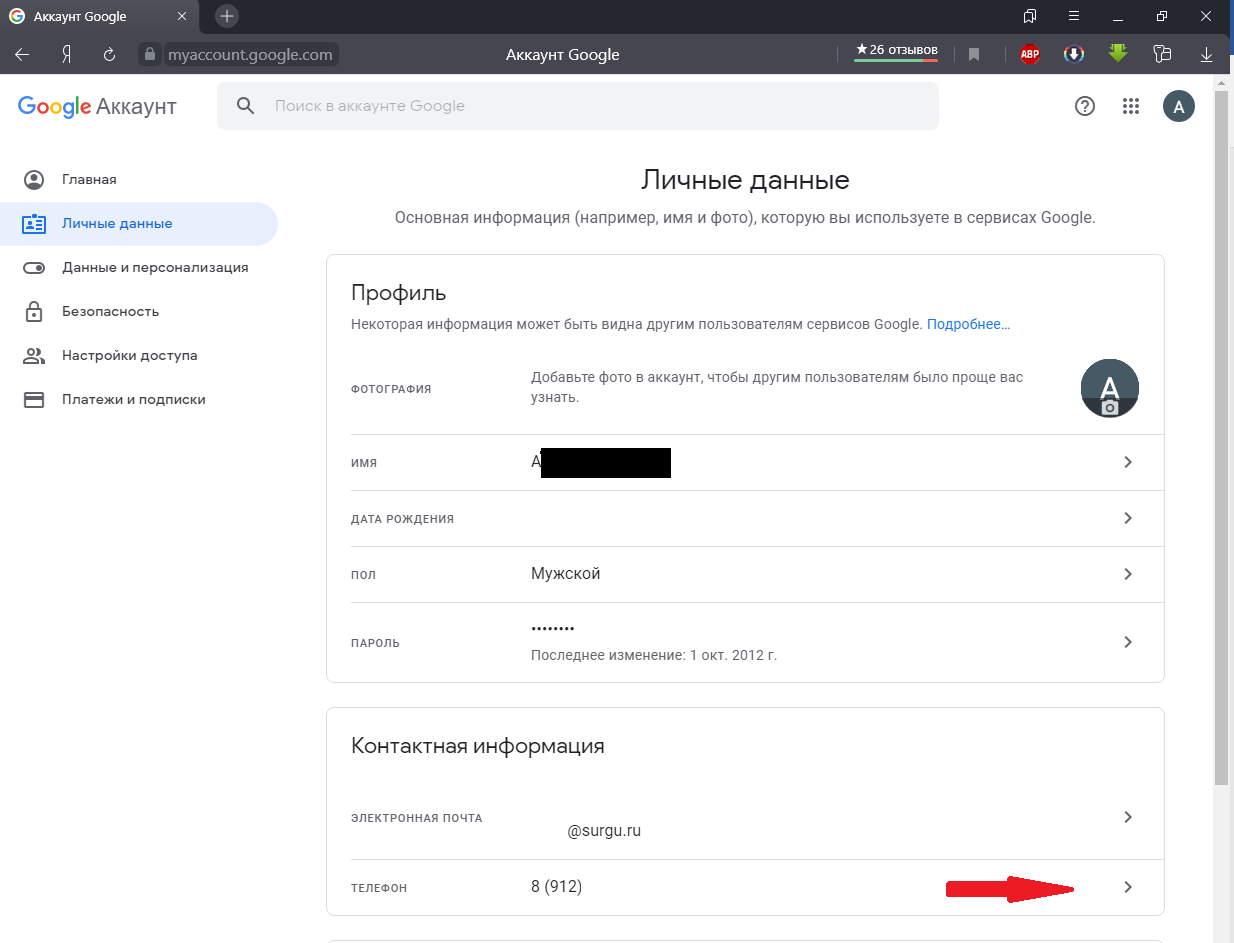 Аккаунт Google
myaccount.google.com
Аккаунт Google
★ 26 отзывов
ABP
Google Аккаунт
Поиск в аккаунте Google
A
Главная
Личные данные
Данные и персонализация
Безопасность
Настройки доступа
Платежи и подписки
Личные данные
Основная информация (например, имя и фото), которую вы используете в сервисах Google.
Профиль
Некоторая информация может быть видна другим пользователям сервисов Google. Подробнее…
ФОТОГРАФИЯ
Добавьте фото в аккаунт, чтобы другим пользователям было проще вас
узнать.
A
ИМЯ
А
ДАТА РОЖДЕНИЯ
ПОЛ
Мужской
ПАРОЛЬ
••••••••
Последнее изменение: 1 окт. 2012 г.
Контактная информация
ЭЛЕКТРОННАЯ ПОЧТА
@surgu.ru
ТЕЛЕФОН
8 (912)